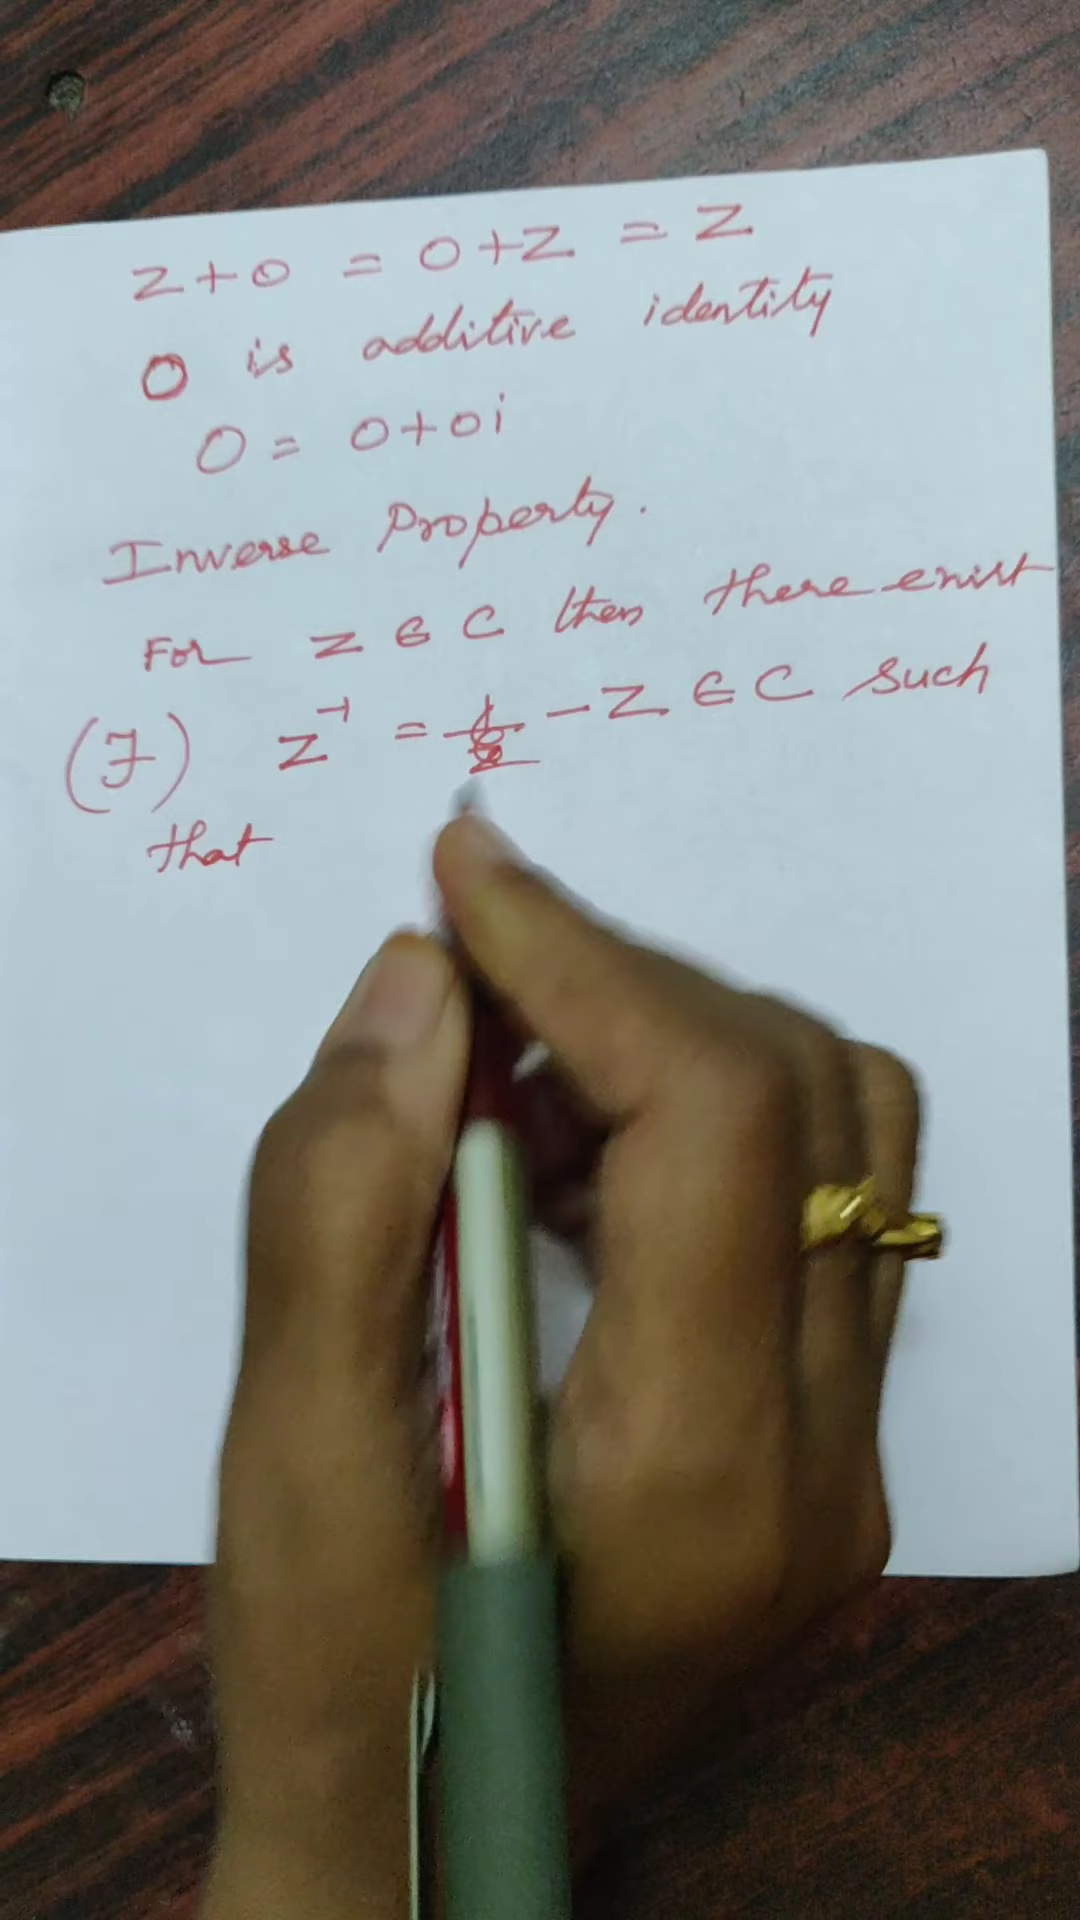 z + 0 = 0 + z = z
0 is additive identity
0 = 0 + 0i
Inverse Property.
For z ∈ C then there exist
(∃) z⁻¹ = - z ∈ C such
that